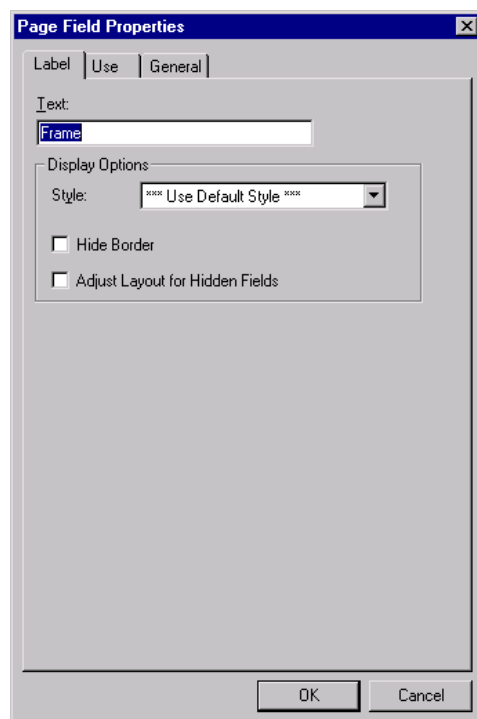 Page Field Properties
Label Use General
Text:
Frame
Display Options
Style: *** Use Default Style ***
Hide Border
Adjust Layout for Hidden Fields
OK Cancel